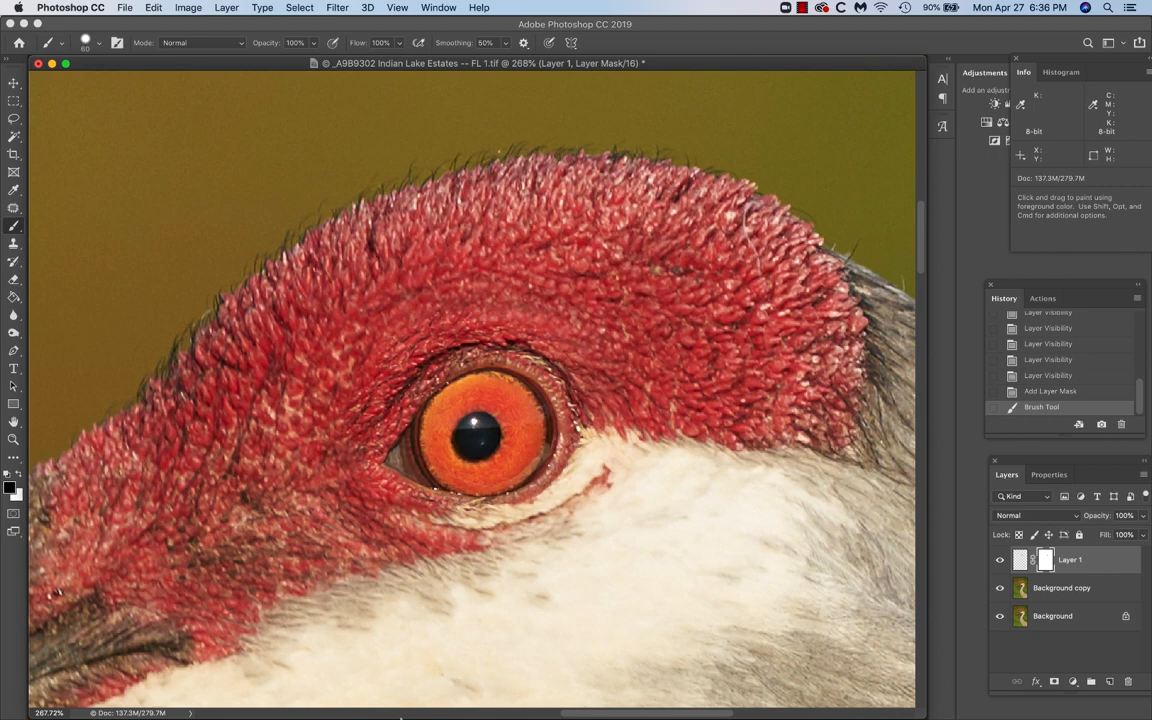 Photoshop CC File Edit Image Layer Type Select Filter 3D View Window Help 90% Mon Apr 27 6:36 PM
Adobe Photoshop CC 2019
60 Mode: Normal Opacity: 100% Flow: 100% Smoothing: 50%
© _A9B9302 Indian Lake Estates -- FL 1.tif @ 268% (Layer 1, Layer Mask/16) *
Adjustments
Add an adjust
Info Histogram
K: C:
M:
Y:
K:
8-bit 8-bit
X: W:
Y: H:
Doc: 137.3M/279.7M
Click and drag to paint using
foreground color. Use Shift, Opt, and
Cmd for additional options.
History Actions
Layer Visibility
Layer Visibility
Layer Visibility
Layer Visibility
Layer Visibility
Add Layer Mask
Brush Tool
Layers Properties
Kind
Normal Opacity: 100%
Lock: Fill: 100%
Layer 1
Background copy
Background
fx
267.72% © Doc: 137.3M/279.7M